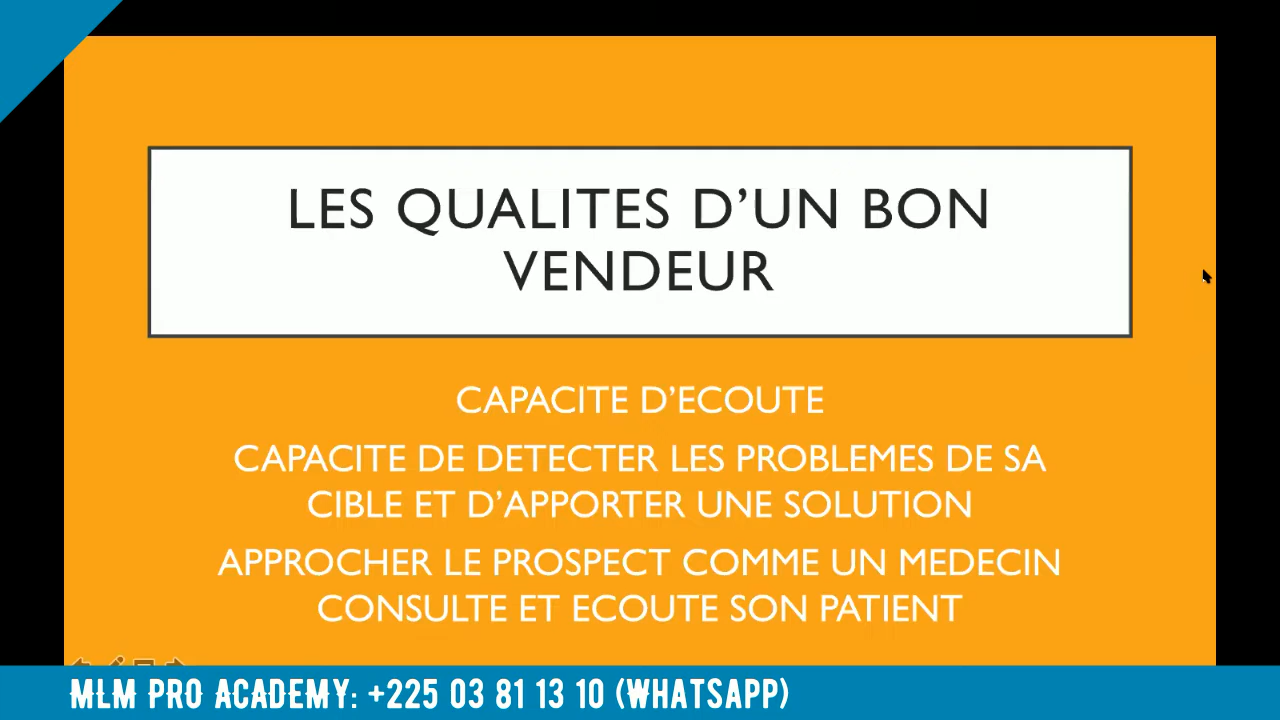 LES QUALITES D’UN BON
VENDEUR
CAPACITE D’ECOUTE
CAPACITE DE DETECTER LES PROBLEMES DE SA
CIBLE ET D’APPORTER UNE SOLUTION
APPROCHER LE PROSPECT COMME UN MEDECIN
CONSULTE ET ECOUTE SON PATIENT
MLM PRO ACADEMY: +225 03 81 13 10 (WHATSAPP)